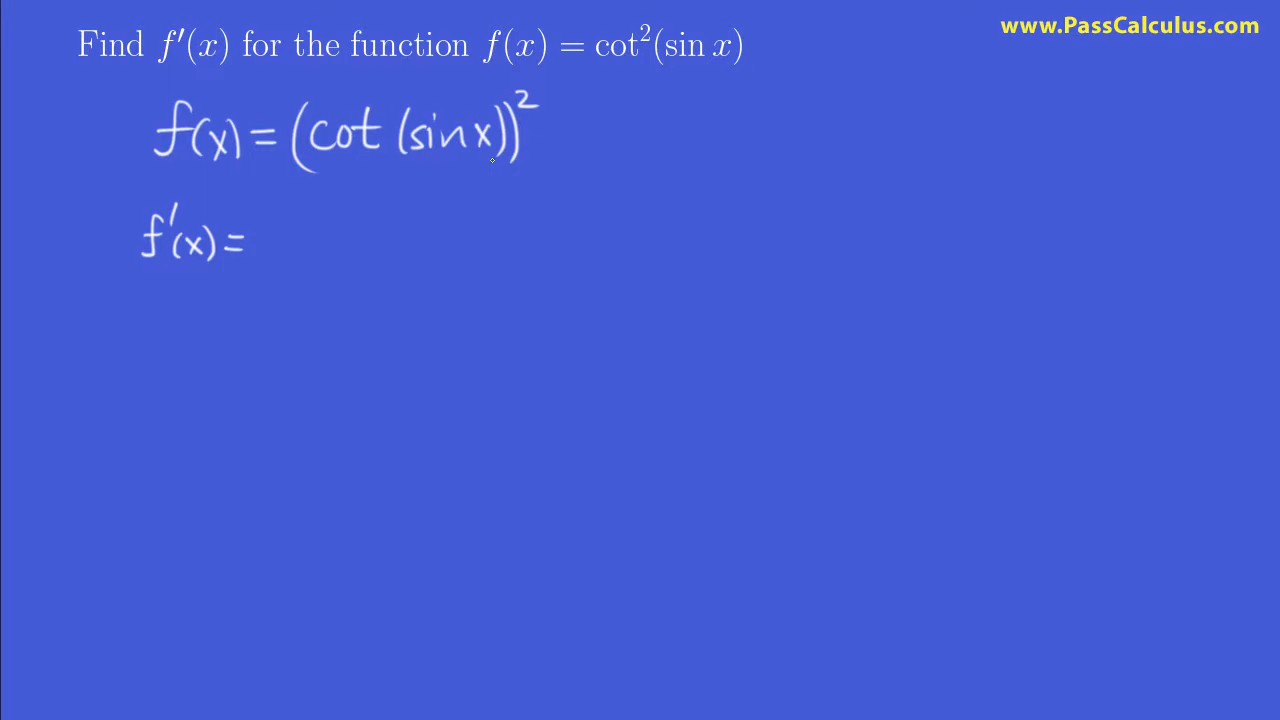 www.PassCalculus.com
Find f′(x) for the function f(x) = cot²(sin x)
f(x) = (cot (sin x))²
f′(x) =